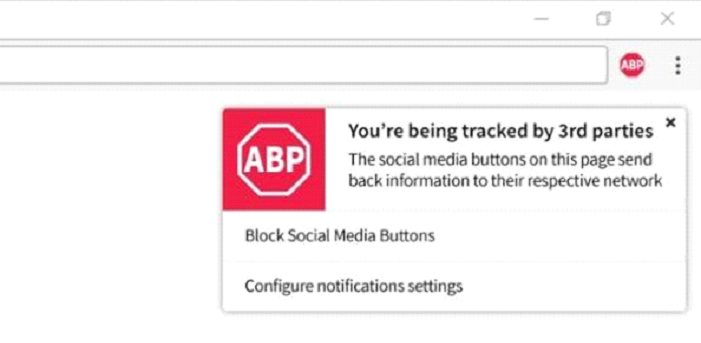 ABP
ABP
You're being tracked by 3rd parties
The social media buttons on this page send
back information to their respective network
Block Social Media Buttons
Configure notifications settings